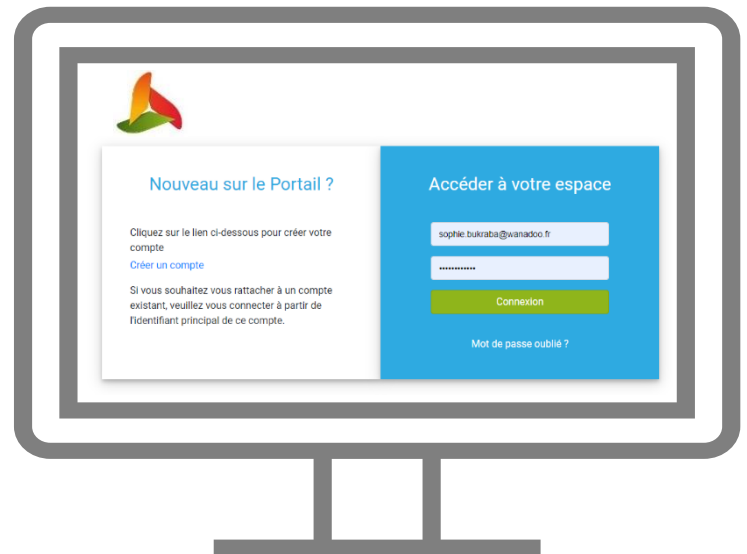 Nouveau sur le Portail ?
Cliquez sur le lien ci-dessous pour créer votre
compte
Créer un compte
Si vous souhaitez vous rattacher à un compte
existant, veuillez vous connecter à partir de
l'identifiant principal de ce compte.
Accéder à votre espace
sophie.bukraba@wanadoo.fr
••••••••••••
Connexion
Mot de passe oublié ?